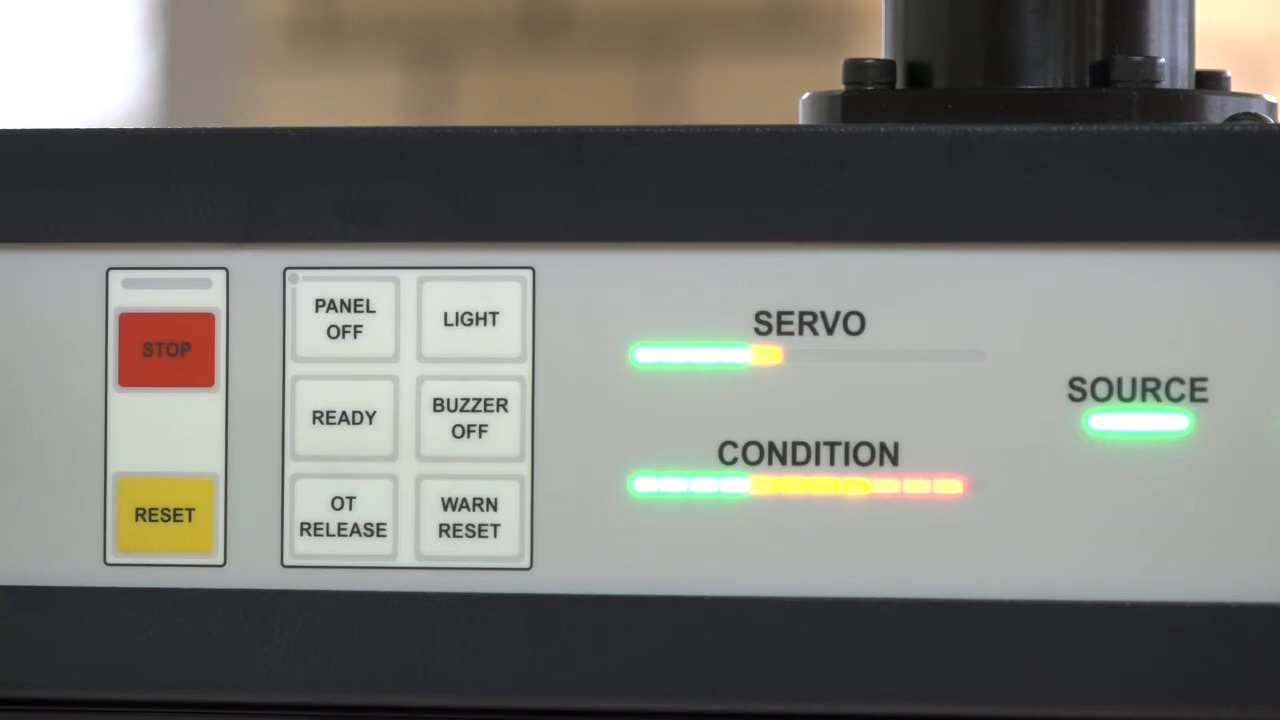 STOP
RESET
PANEL
OFF
LIGHT
READY
BUZZER
OFF
OT
RELEASE
WARN
RESET
SERVO
CONDITION
SOURCE